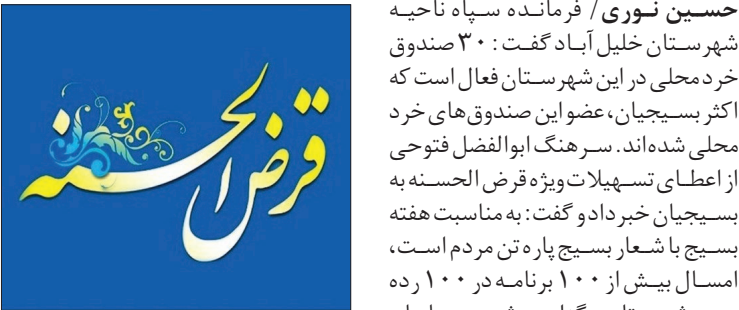 حسین نوری/ فرمانده سپاه ناحیه
شهرستان خلیل آباد گفت: ۳۰ صندوق
خرد محلی در این شهرستان فعال است که
اکثر بسیجیان، عضو این صندوق‌های خرد
محلی شده‌اند. سرهنگ ابوالفضل فتوحی
از اعطای تسهیلات ویژه قرض الحسنه به
بسیجیان خبر داد و گفت: به مناسبت هفته
بسیج با شعار بسیج پاره تن مردم است،
امسال بیش از ۱۰۰ برنامه در ۱۰۰ رده
قرض الحسنه